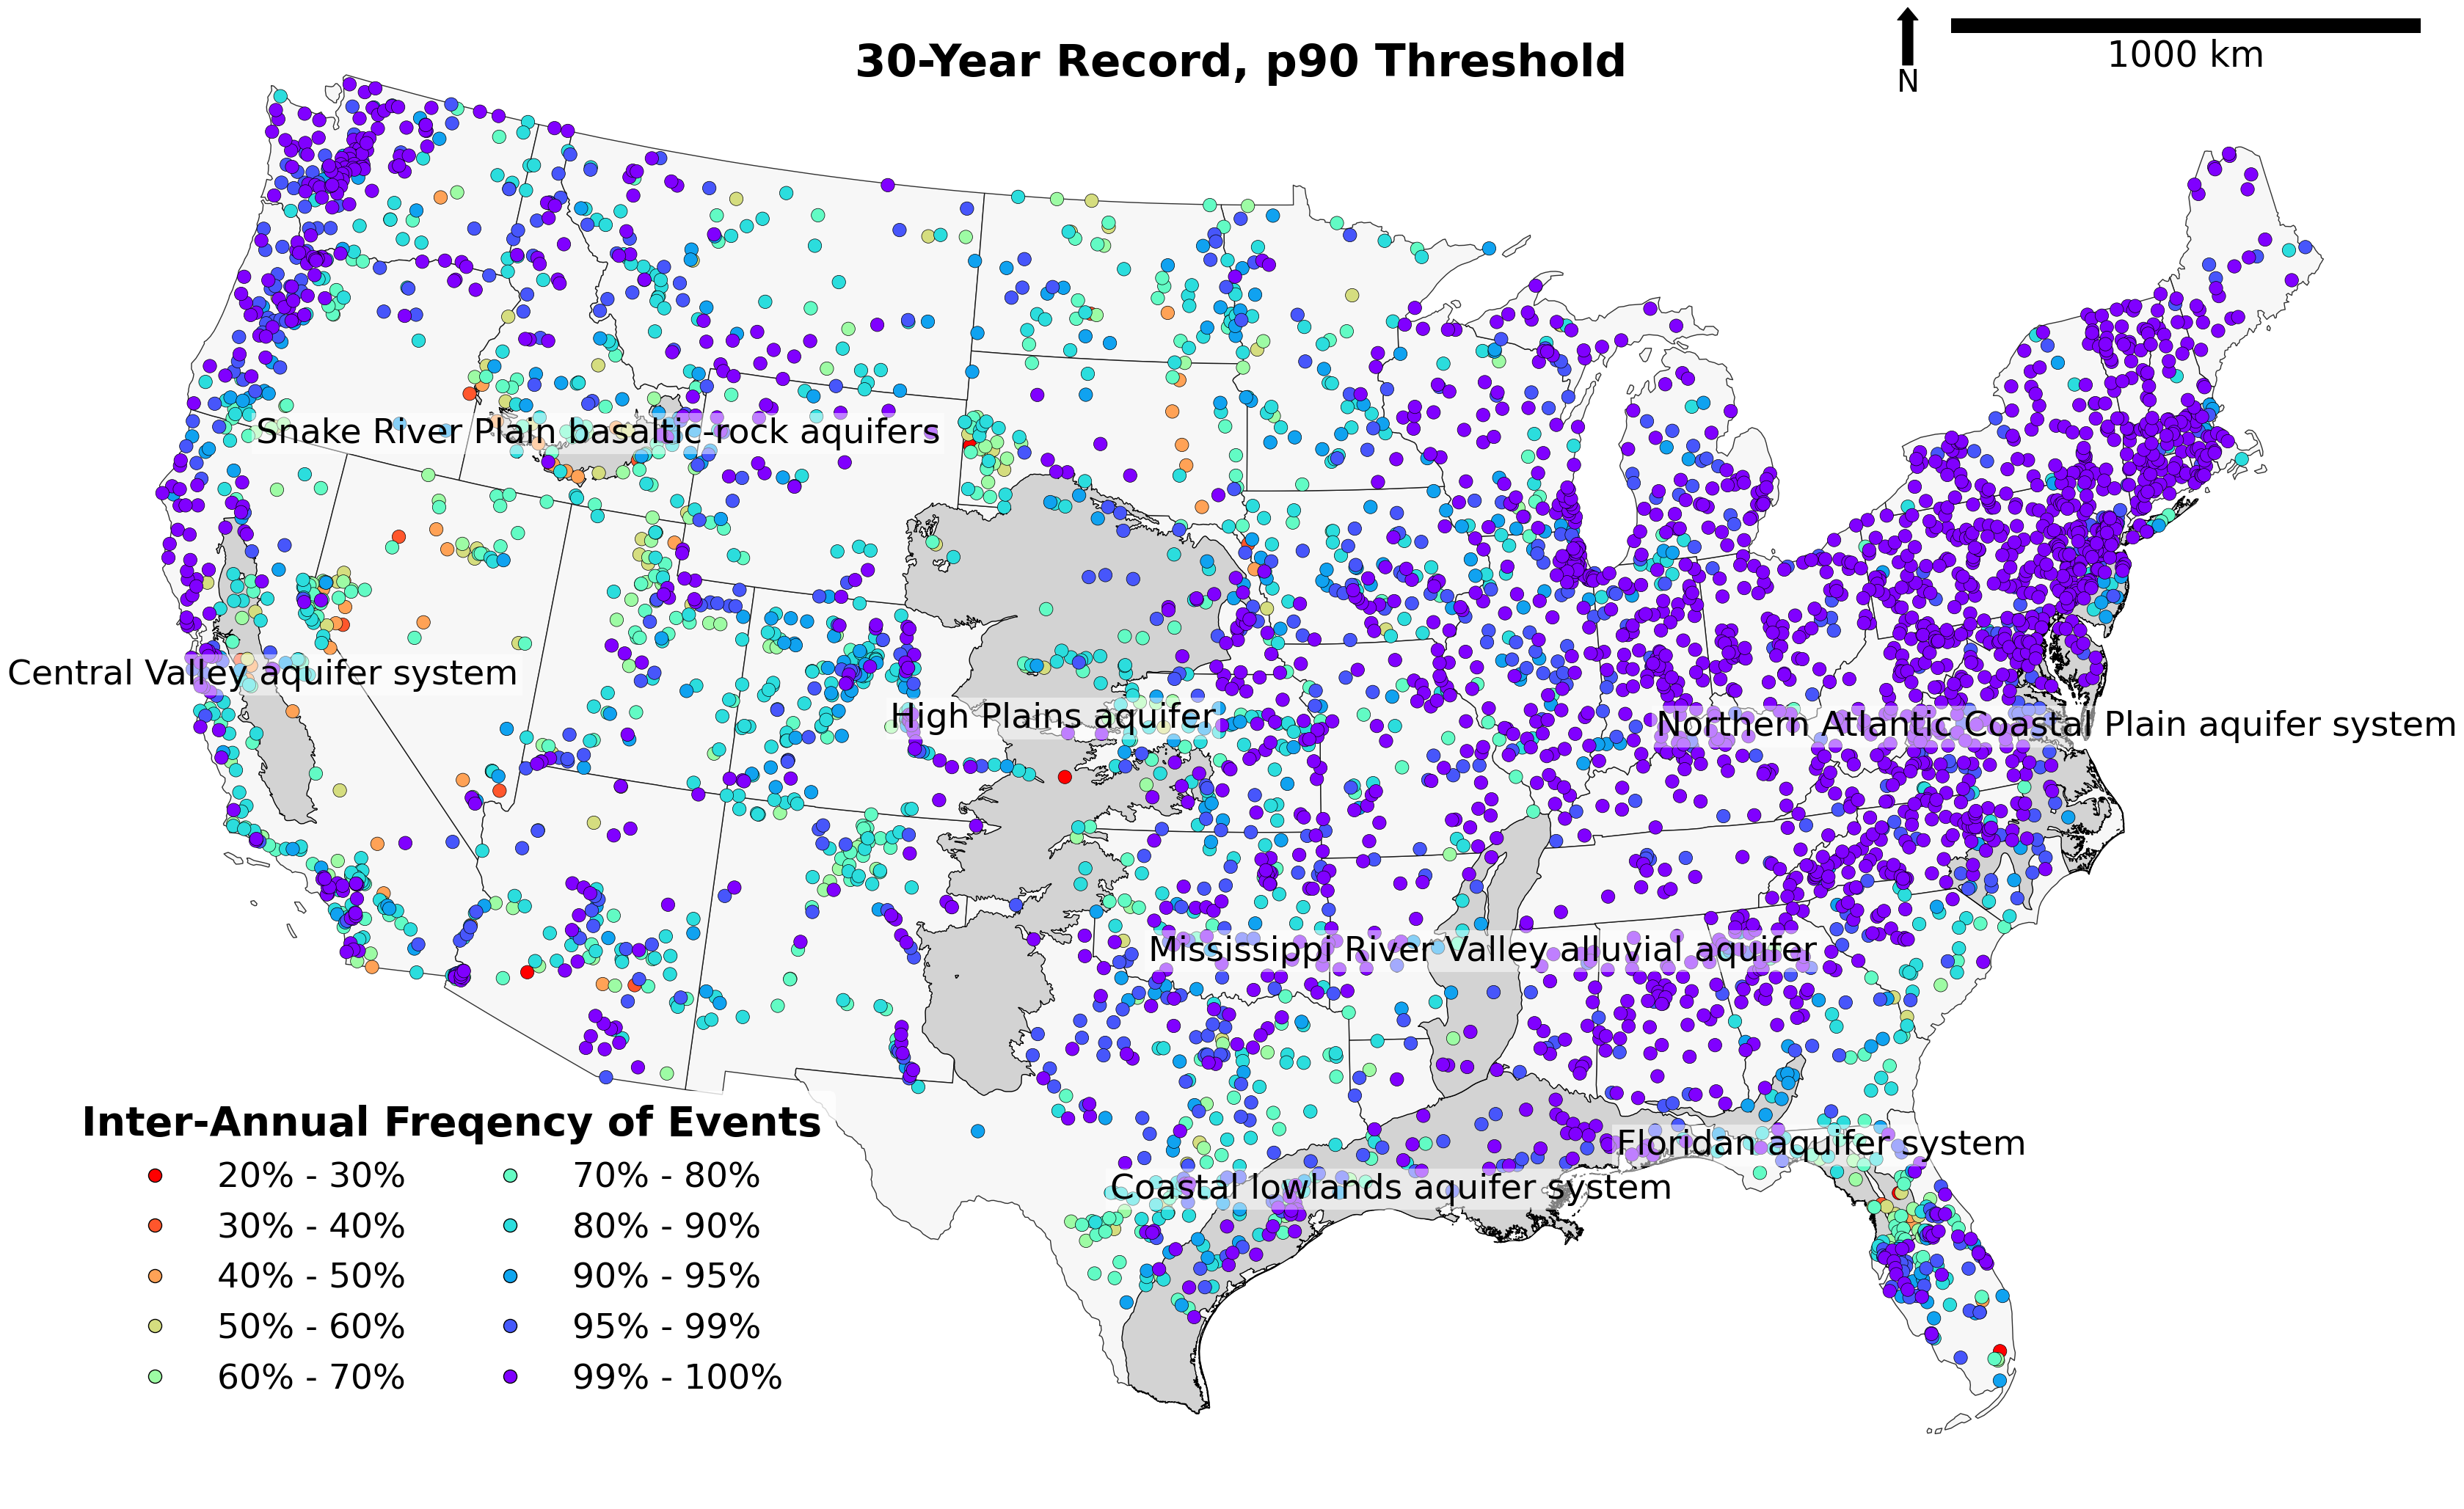 30-Year Record, p90 Threshold
N
1000 km
Snake River Plain basaltic-rock aquifers
Central Valley aquifer system
High Plains aquifer
Northern Atlantic Coastal Plain aquifer system
Mississippi River Valley alluvial aquifer
Floridan aquifer system
Coastal lowlands aquifer system
Inter-Annual Freqency of Events
20% - 30%
30% - 40%
40% - 50%
50% - 60%
60% - 70%
70% - 80%
80% - 90%
90% - 95%
95% - 99%
99% - 100%